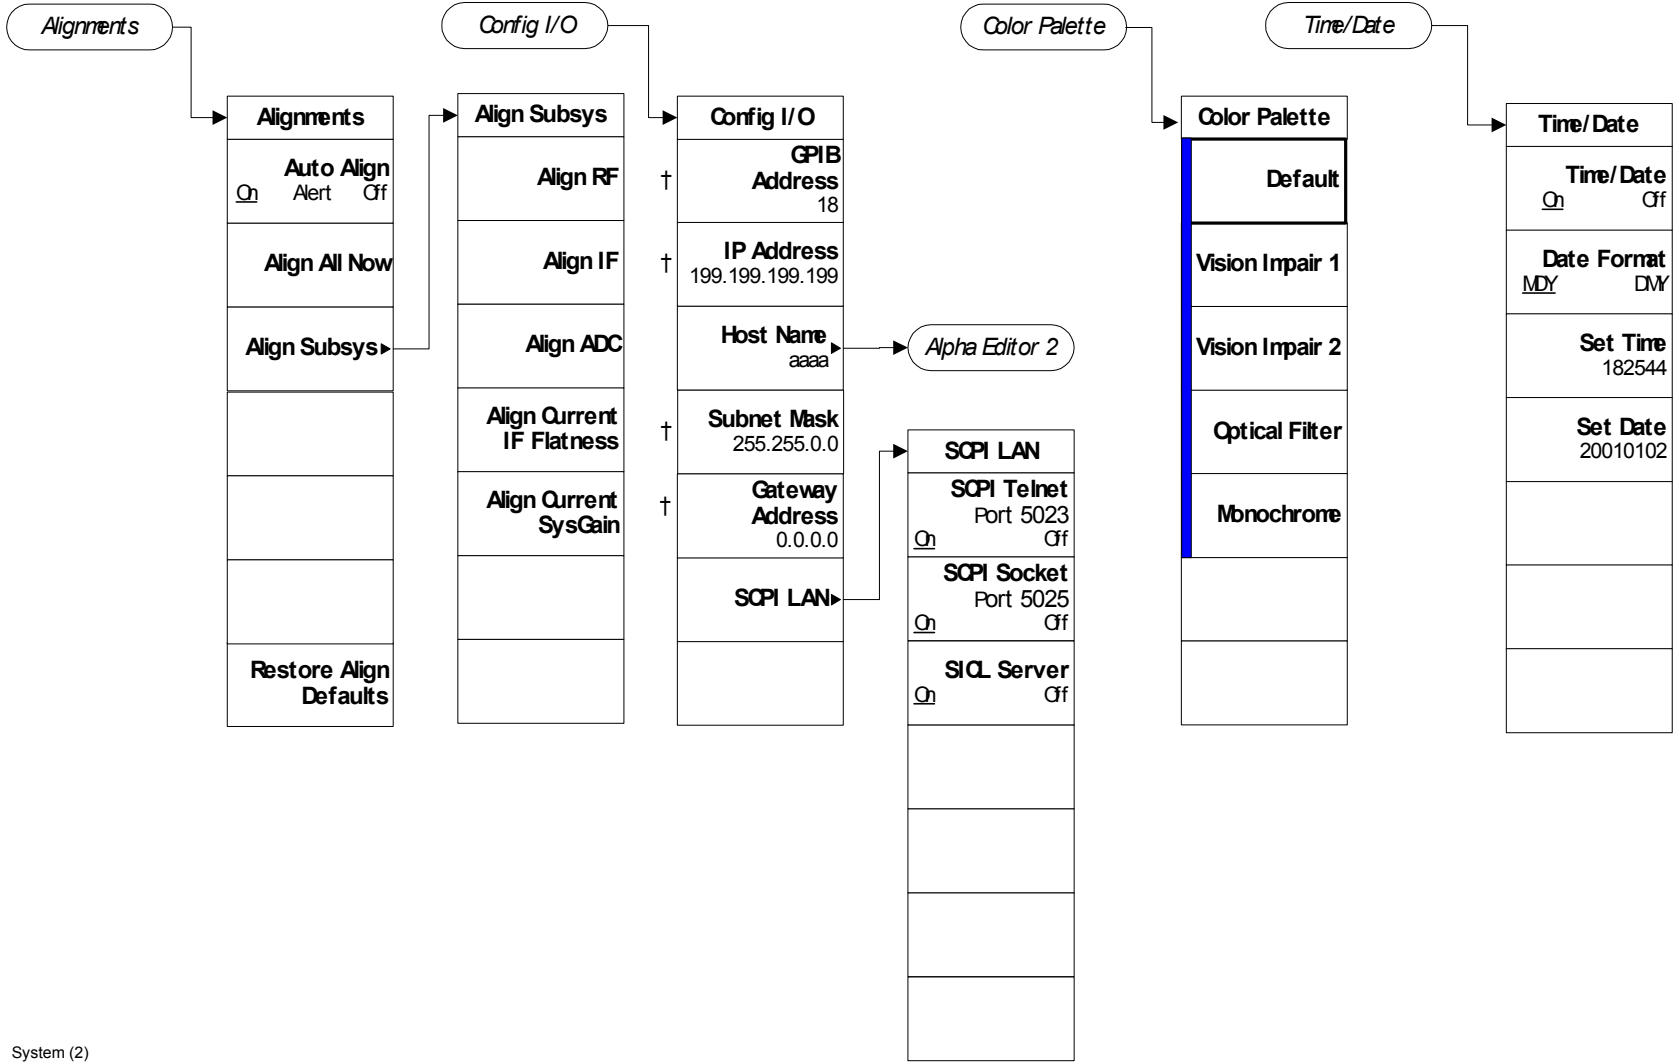 Alignments
Config I/O
Color Palette
Time/Date
Alignments
Auto Align
On Alert Off
Align All Now
Align Subsys
Restore Align
Defaults
Align Subsys
Align RF
Align IF
Align ADC
Align Current
IF Flatness
Align Current
SysGain
Config I/O
†
GPIB
Address
18
†
IP Address
199.199.199.199
Host Name
aaaa
†
Subnet Mask
255.255.0.0
†
Gateway
Address
0.0.0.0
SCPI LAN
Alpha Editor 2
SCPI LAN
SCPI Telnet
Port 5023
On Off
SCPI Socket
Port 5025
On Off
SICL Server
On Off
Color Palette
Default
Vision Impair 1
Vision Impair 2
Optical Filter
Monochrome
Time/Date
Time/Date
On Off
Date Format
MDY DMY
Set Time
182544
Set Date
20010102
System (2)